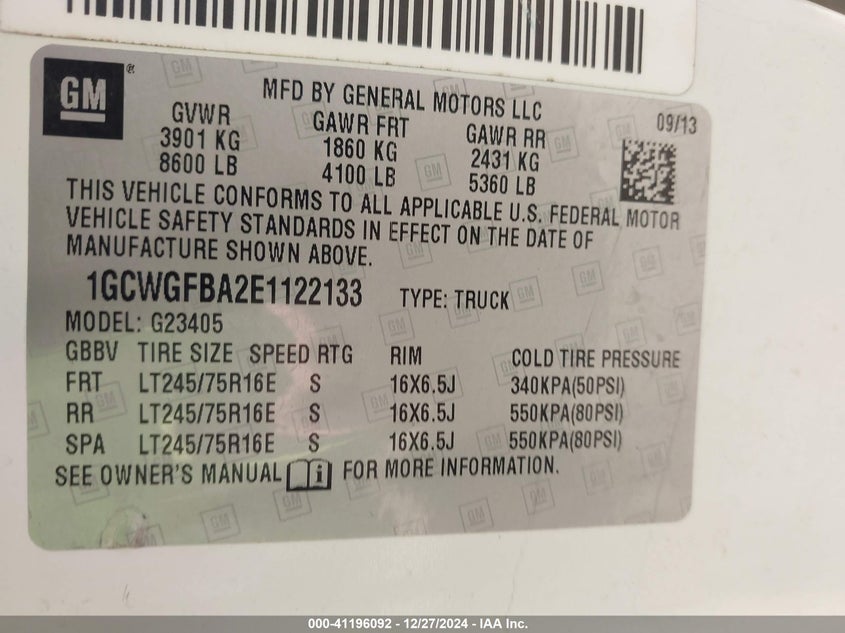 GM
®
MFD BY GENERAL MOTORS LLC
09/13
GVWR GAWR FRT GAWR RR
3901 KG 1860 KG 2431 KG
8600 LB 4100 LB 5360 LB
THIS VEHICLE CONFORMS TO ALL APPLICABLE U.S. FEDERAL MOTOR
VEHICLE SAFETY STANDARDS IN EFFECT ON THE DATE OF
MANUFACTURE SHOWN ABOVE.
1GCWGFBA2E1122133 TYPE: TRUCK
MODEL: G23405
GBBV TIRE SIZE SPEED RTG RIM COLD TIRE PRESSURE
FRT LT245/75R16E S 16X6.5J 340KPA(50PSI)
RR LT245/75R16E S 16X6.5J 550KPA(80PSI)
SPA LT245/75R16E S 16X6.5J 550KPA(80PSI)
SEE OWNER'S MANUAL FOR MORE INFORMATION.
000-41196092 - 12/27/2024 - IAA Inc.